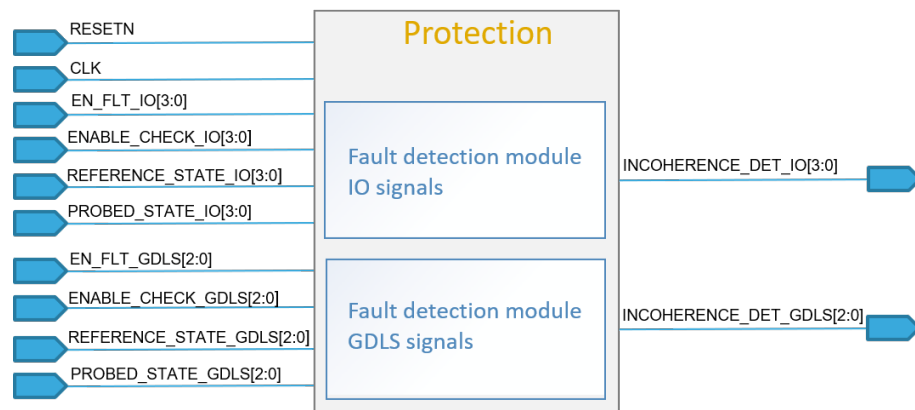 Protection
RESETN
CLK
EN_FLT_IO[3:0]
ENABLE_CHECK_IO[3:0]
REFERENCE_STATE_IO[3:0]
PROBED_STATE_IO[3:0]
EN_FLT_GDLS[2:0]
ENABLE_CHECK_GDLS[2:0]
REFERENCE_STATE_GDLS[2:0]
PROBED_STATE_GDLS[2:0]
Fault detection module
IO signals
Fault detection module
GDLS signals
INCOHERENCE_DET_IO[3:0]
INCOHERENCE_DET_GDLS[2:0]